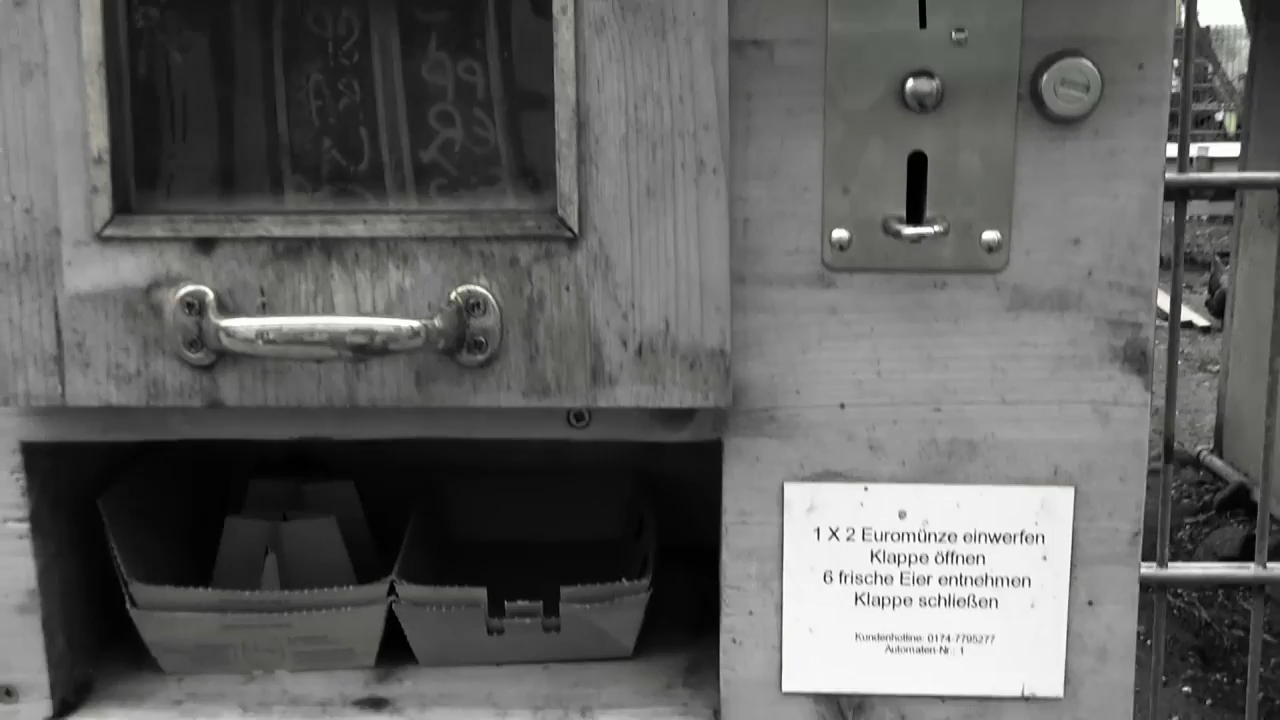 1 X 2 Euromünze einwerfen
Klappe öffnen
6 frische Eier entnehmen
Klappe schließen
Kundenhotline: 0174-7795277
Automaten-Nr.: 1